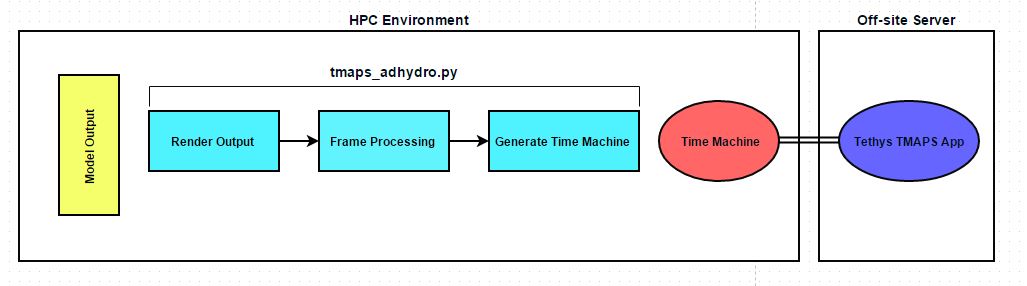 HPC Environment
Off-site Server
tmaps_adhydro.py
Model Output
Render Output
Frame Processing
Generate Time Machine
Time Machine
Tethys TMAPS App